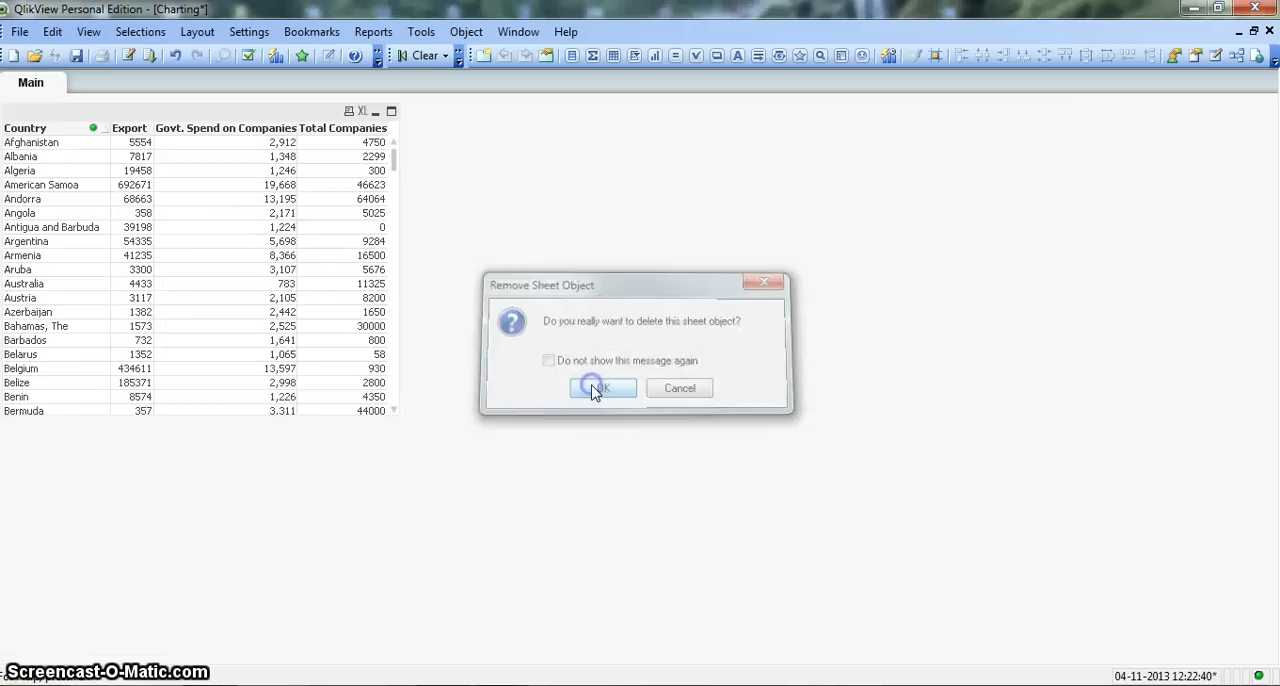 QlikView Personal Edition - [Charting*]
File Edit View Selections Layout Settings Bookmarks Reports Tools Object Window Help
Clear
Main
XL
Country Export Govt. Spend on Companies Total Companies
Afghanistan 5554 2,912 4750
Albania 7817 1,348 2299
Algeria 19458 1,246 300
American Samoa 692671 19,668 46623
Andorra 68663 13,195 64064
Angola 358 2,171 5025
Antigua and Barbuda 39198 1,224 0
Argentina 54335 5,698 9284
Armenia 41235 8,366 16500
Aruba 3300 3,107 5676
Australia 4433 783 11325
Austria 3117 2,105 8200
Azerbaijan 1382 2,442 1650
Bahamas, The 1573 2,525 30000
Barbados 732 1,641 800
Belarus 1352 1,065 58
Belgium 434611 13,597 930
Belize 185371 2,998 2800
Benin 8574 1,226 4350
Bermuda 357 3,311 44000
Remove Sheet Object
Do you really want to delete this sheet object?
Do not show this message again
OK Cancel
Screencast-O-Matic.com
04-11-2013 12:22:40*